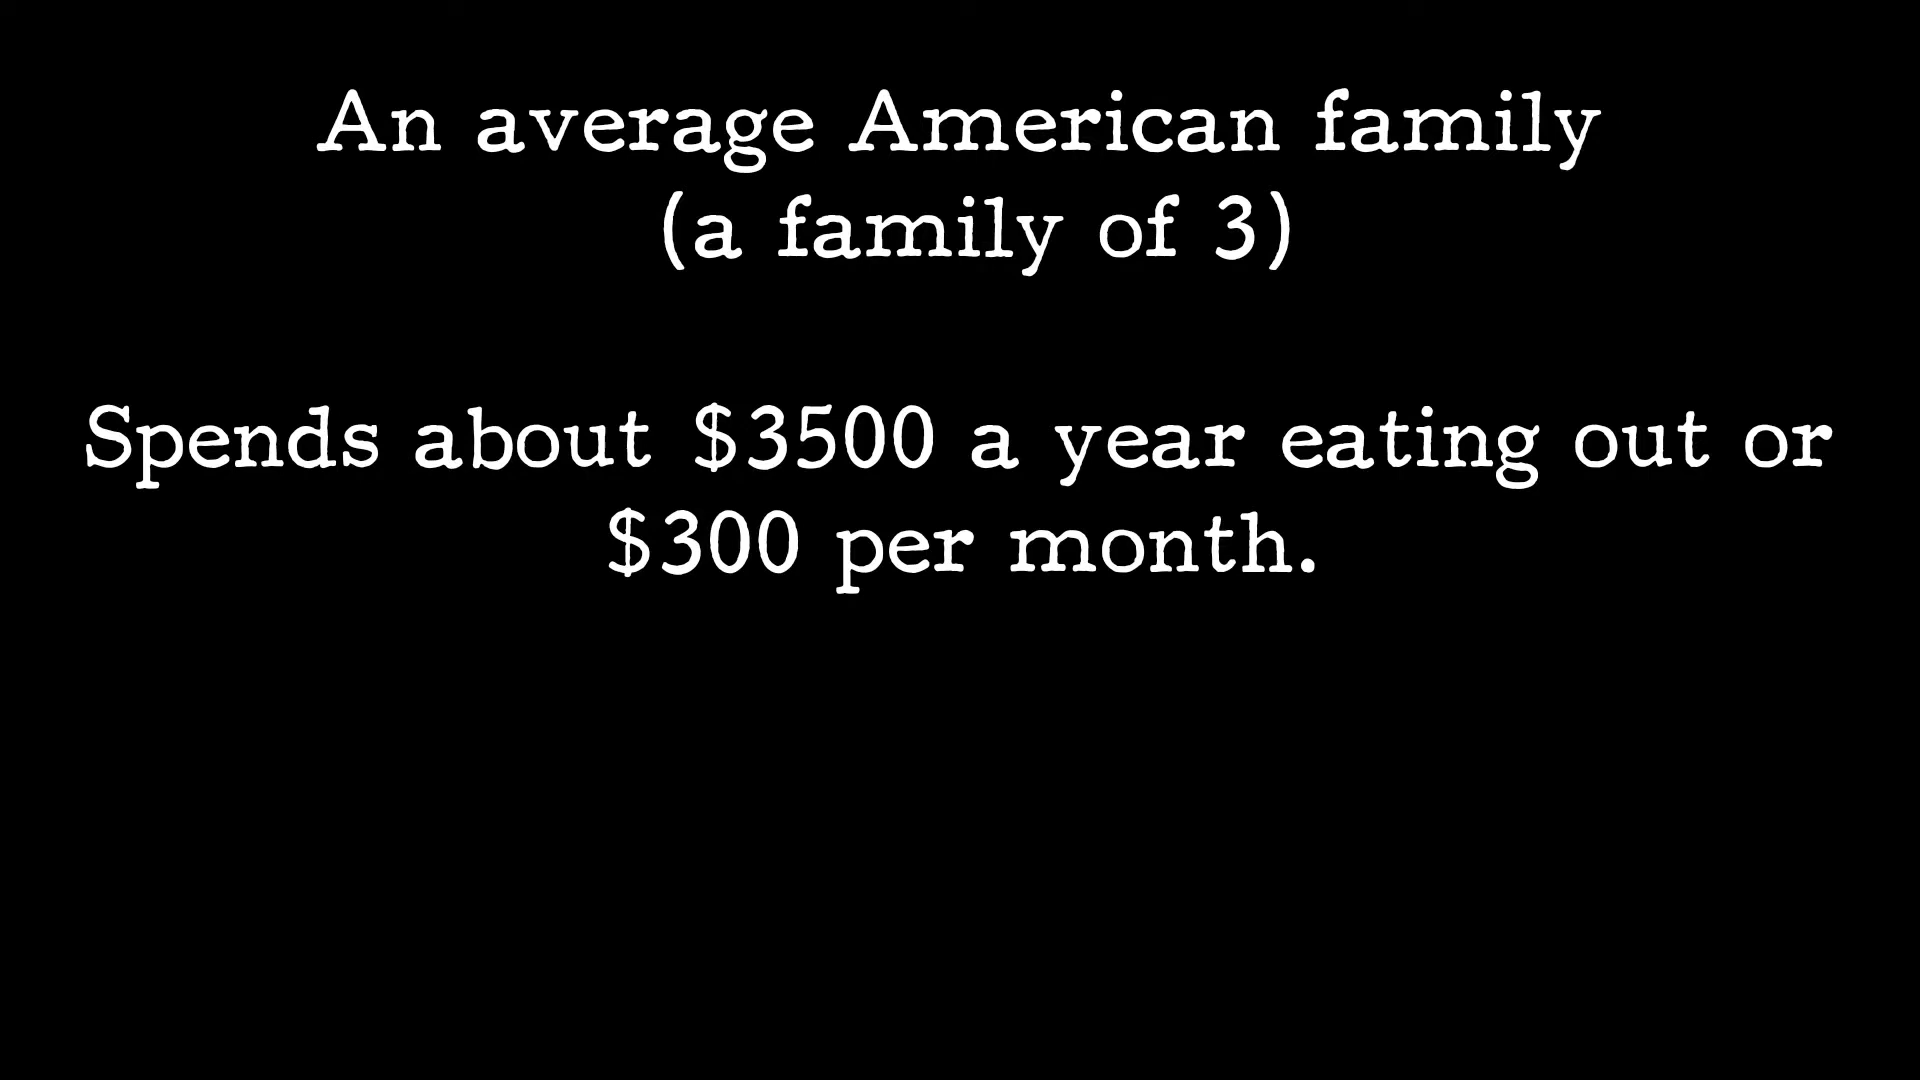 An average American family
(a family of 3)
Spends about $3500 a year eating out or
$300 per month.